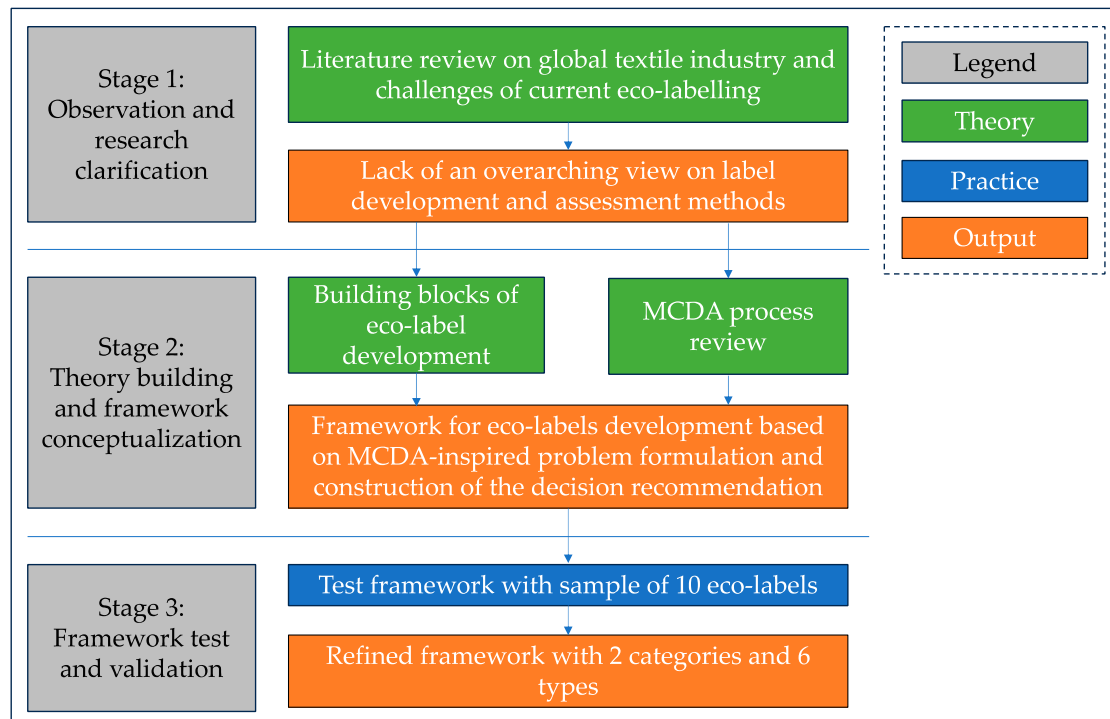 Stage 1:
Observation and
research
clarification
Literature review on global textile industry and
challenges of current eco-labelling
Lack of an overarching view on label
development and assessment methods
Legend
Theory
Practice
Output
Stage 2:
Theory building
and framework
conceptualization
Building blocks of
eco-label
development
MCDA process
review
Framework for eco-labels development based
on MCDA-inspired problem formulation and
construction of the decision recommendation
Stage 3:
Framework test
and validation
Test framework with sample of 10 eco-labels
Refined framework with 2 categories and 6
types